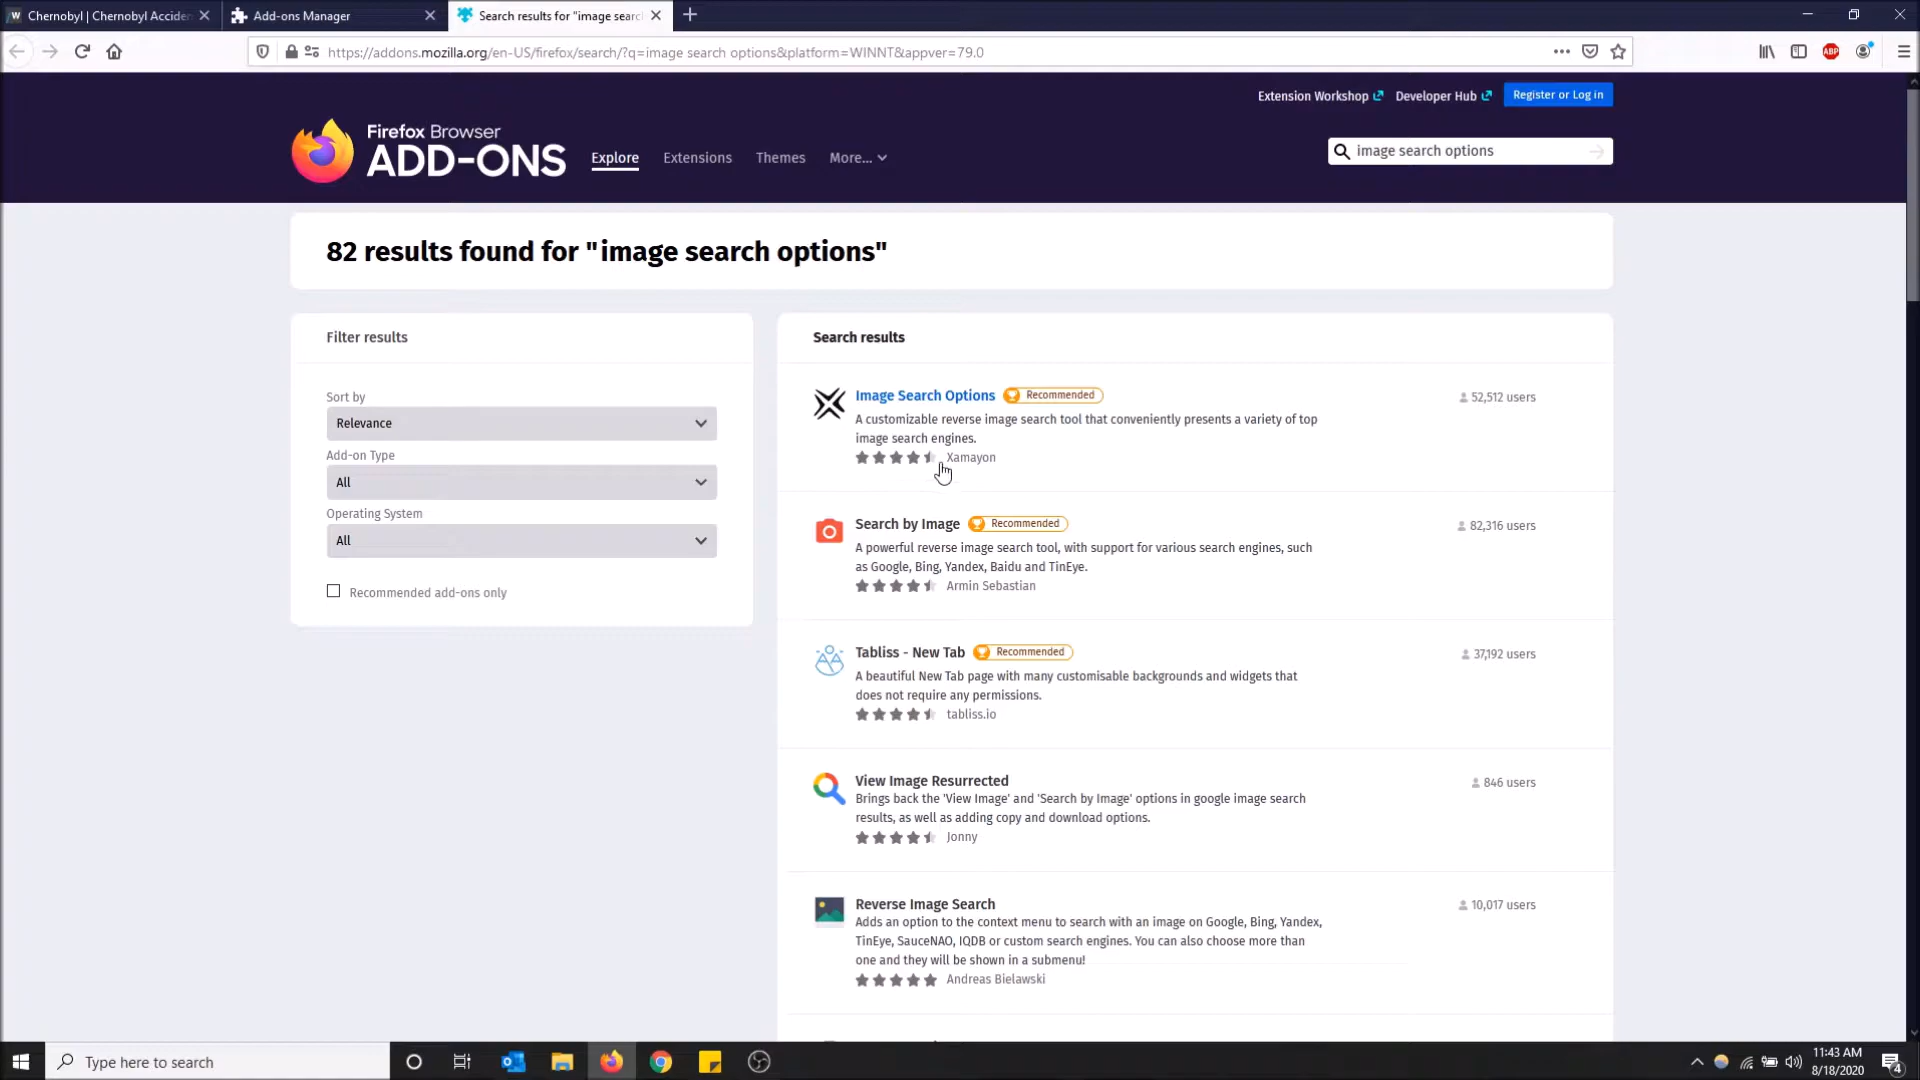 Chernobyl | Chernobyl Acciden
Add-ons Manager
Search results for "image searc
https://addons.mozilla.org/en-US/firefox/search/?q=image search options&platform=WINNT&appver=79.0
ABP
Extension Workshop
Developer Hub
Register or Log in
Firefox Browser
ADD-ONS
Explore
Extensions
Themes
More...
image search options
82 results found for "image search options"
Filter results
Sort by
Relevance
Add-on Type
All
Operating System
All
Recommended add-ons only
Search results
Image Search Options
Recommended
52,512 users
A customizable reverse image search tool that conveniently presents a variety of top
image search engines.
Xamayon
Search by Image
Recommended
82,316 users
A powerful reverse image search tool, with support for various search engines, such
as Google, Bing, Yandex, Baidu and TinEye.
Armin Sebastian
Tabliss - New Tab
Recommended
37,192 users
A beautiful New Tab page with many customisable backgrounds and widgets that
does not require any permissions.
tabliss.io
View Image Resurrected
846 users
Brings back the 'View Image' and 'Search by Image' options in google image search
results, as well as adding copy and download options.
Jonny
Reverse Image Search
10,017 users
Adds an option to the context menu to search with an image on Google, Bing, Yandex,
TinEye, SauceNAO, IQDB or custom search engines. You can also choose more than
one and they will be shown in a submenu!
Andreas Bielawski
Type here to search
11:43 AM
8/18/2020
4